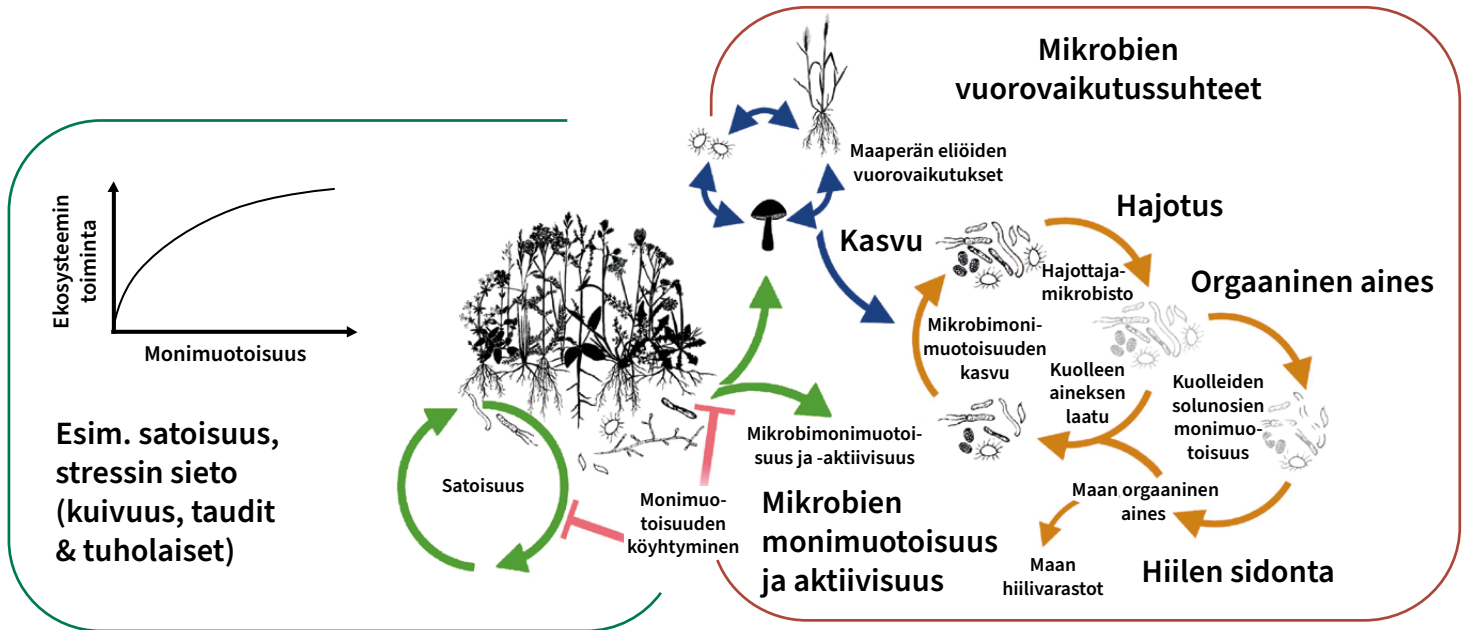 Ekosysteemin
toiminta
Monimuotoisuus
Esim. satoisuus,
stressin sieto
(kuivuus, taudit
& tuholaiset)
Satoisuus
Monimuo-
toisuuden
köyhtyminen
Mikrobimonimuotoi-
suus ja -aktiivisuus
Mikrobien
monimuotoisuus
ja aktiivisuus
Mikrobien
vuorovaikutussuhteet
Maaperän eliöiden
vuorovaikutukset
Kasvu
Hajotus
Hajottaja-
mikrobisto
Orgaaninen aines
Mikrobimoni-
muotoisuuden
kasvu
Kuolleen
aineksen
laatu
Kuolleiden
solunosien
monimuo-
toisuus
Maan orgaaninen
aines
Maan
hiilivarastot
Hiilen sidonta